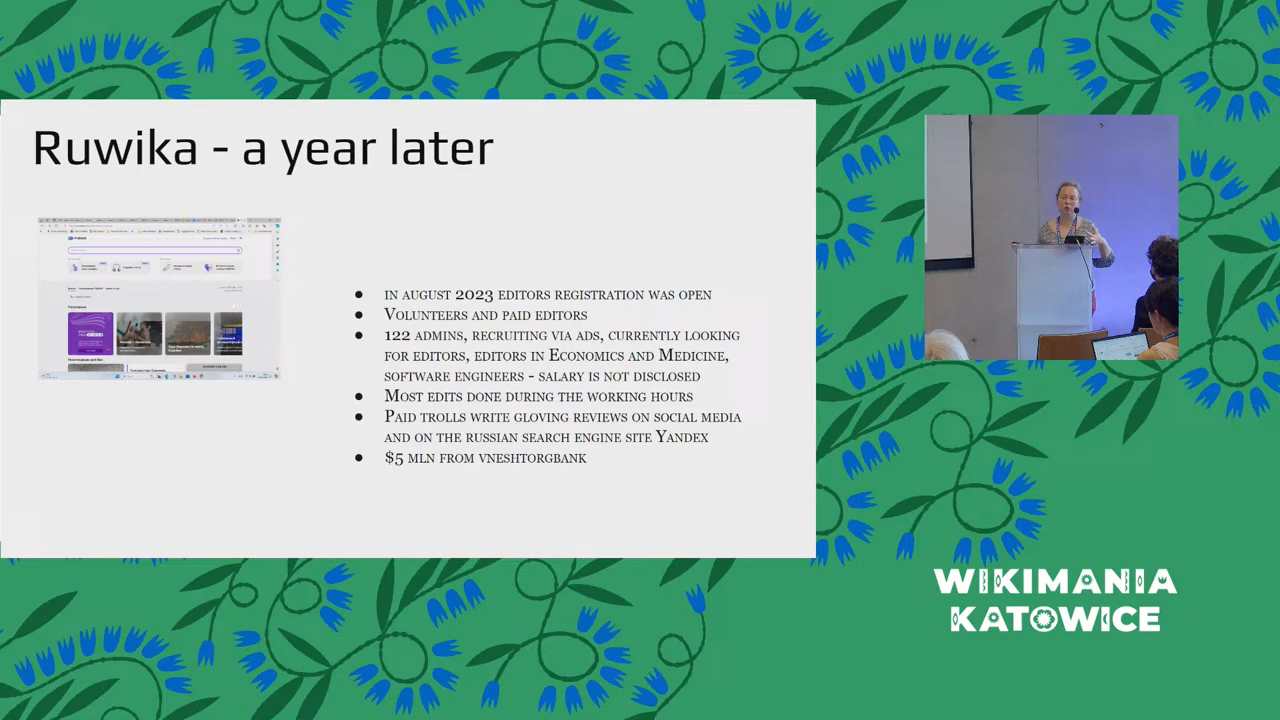 Ruwika - a year later
● in august 2023 editors registration was open
● Volunteers and paid editors
● 122 admins, recruiting via ads, currently looking
for editors, editors in Economics and Medicine,
software engineers - salary is not disclosed
● Most edits done during the working hours
● Paid trolls write gloving reviews on social media
and on the russian search engine site Yandex
● $5 mln from vneshtorgbank
WIKIMANIA
KATOWICE